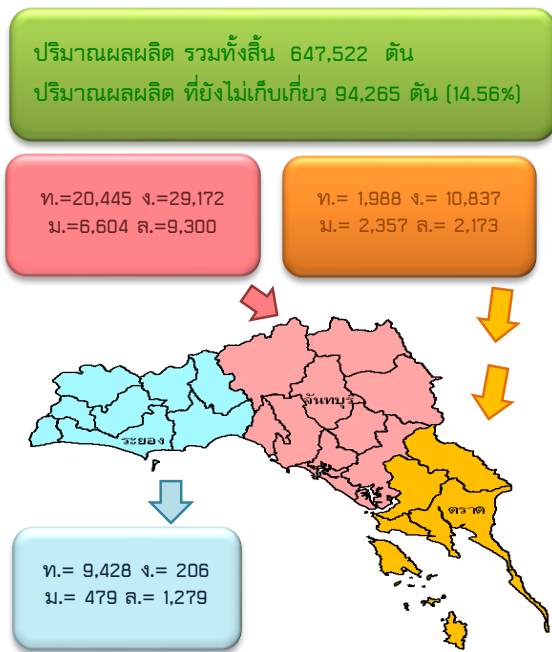 ปริมาณผลผลิต รวมทั้งสิ้น 647,522 ตัน
ปริมาณผลผลิต ที่ยังไม่เก็บเกี่ยว 94,265 ตัน (14.56%)
ท.=20,445 ง.=29,172
ม.=6,604 ล.=9,300
ท.= 1,988 ง.= 10,837
ม.= 2,357 ล.= 2,173
จันทบุรี
ระยอง
ตราด
ท.= 9,428 ง.= 206
ม.= 479 ล.= 1,279